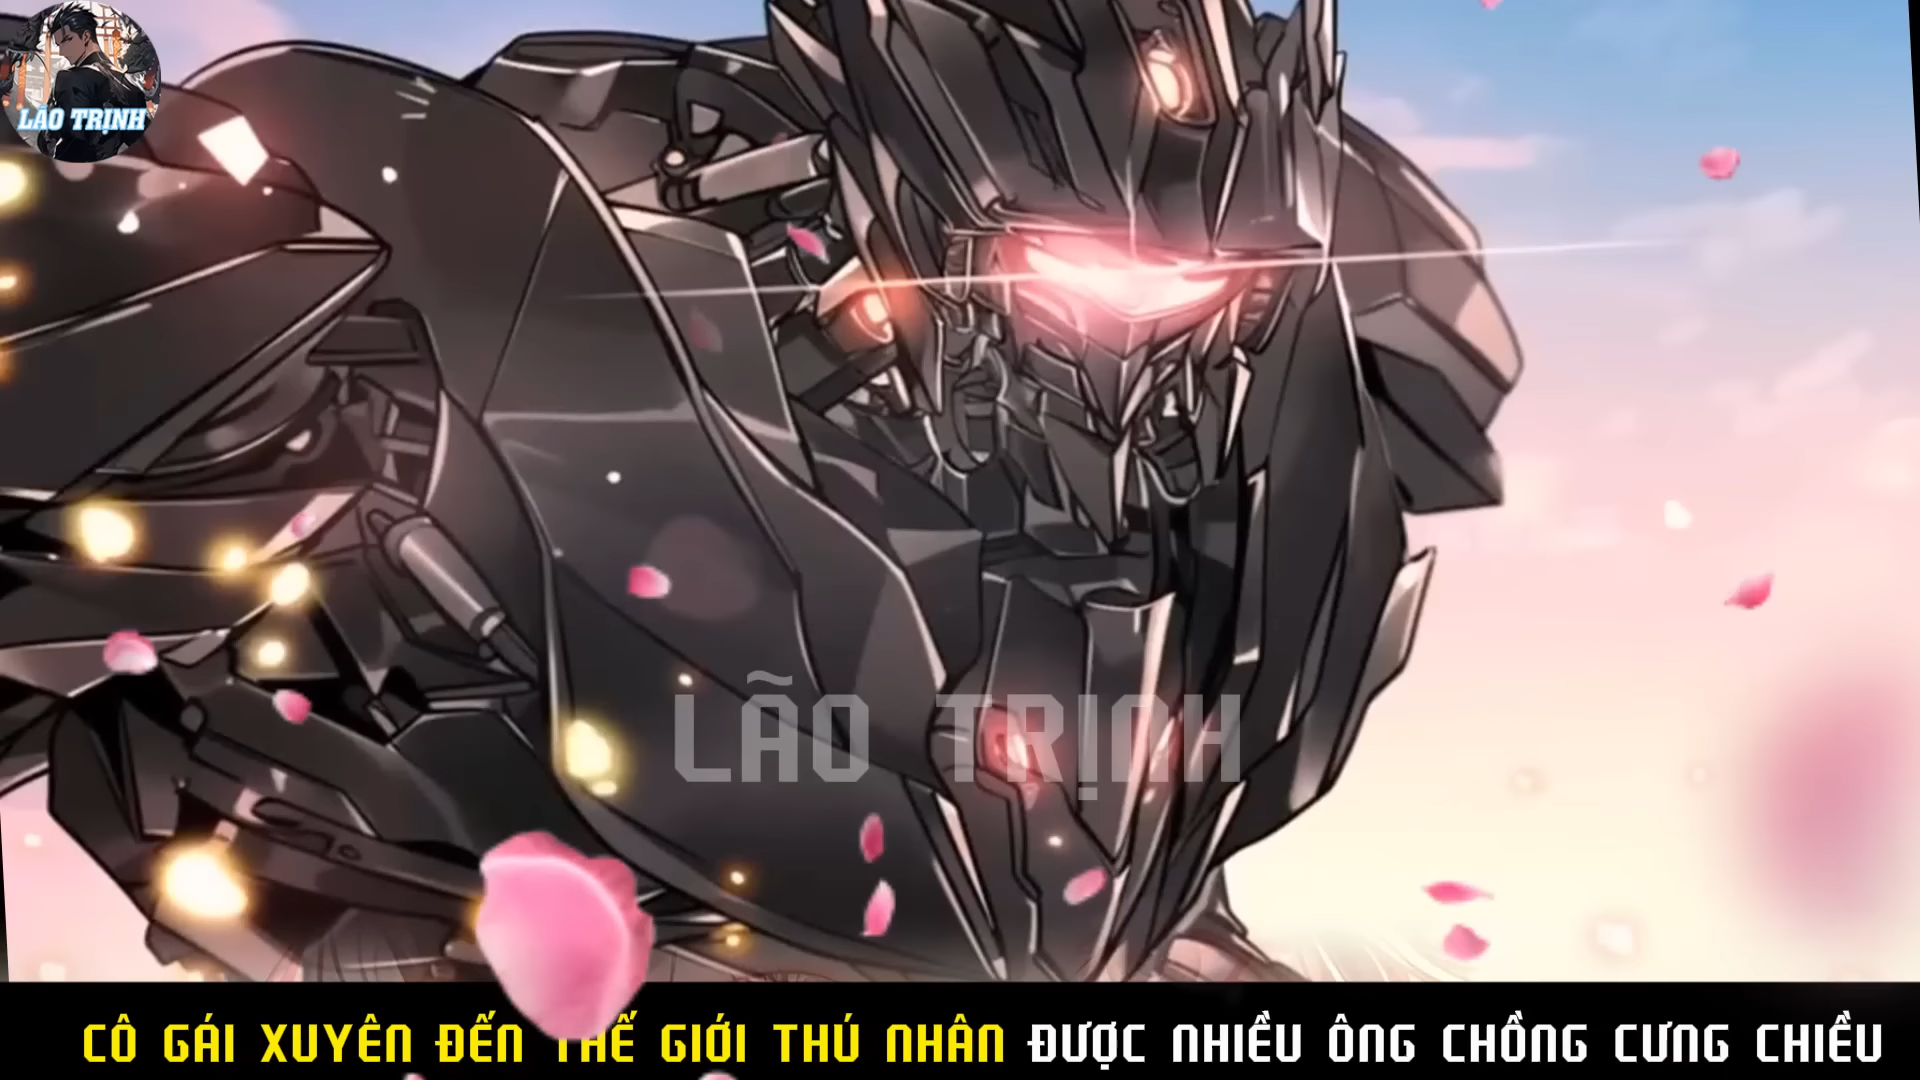 LÃO TRỊNH
LÃO TRỊNH
CÔ GÁI XUYÊN ĐẾN THẾ GIỚI THÚ NHÂN ĐƯỢC NHIỀU ÔNG CHỒNG CƯNG CHIỀU